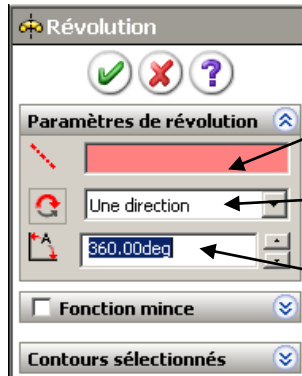 Révolution
?
Paramètres de révolution
Une direction
A
360.00deg
Fonction mince
Contours sélectionnés